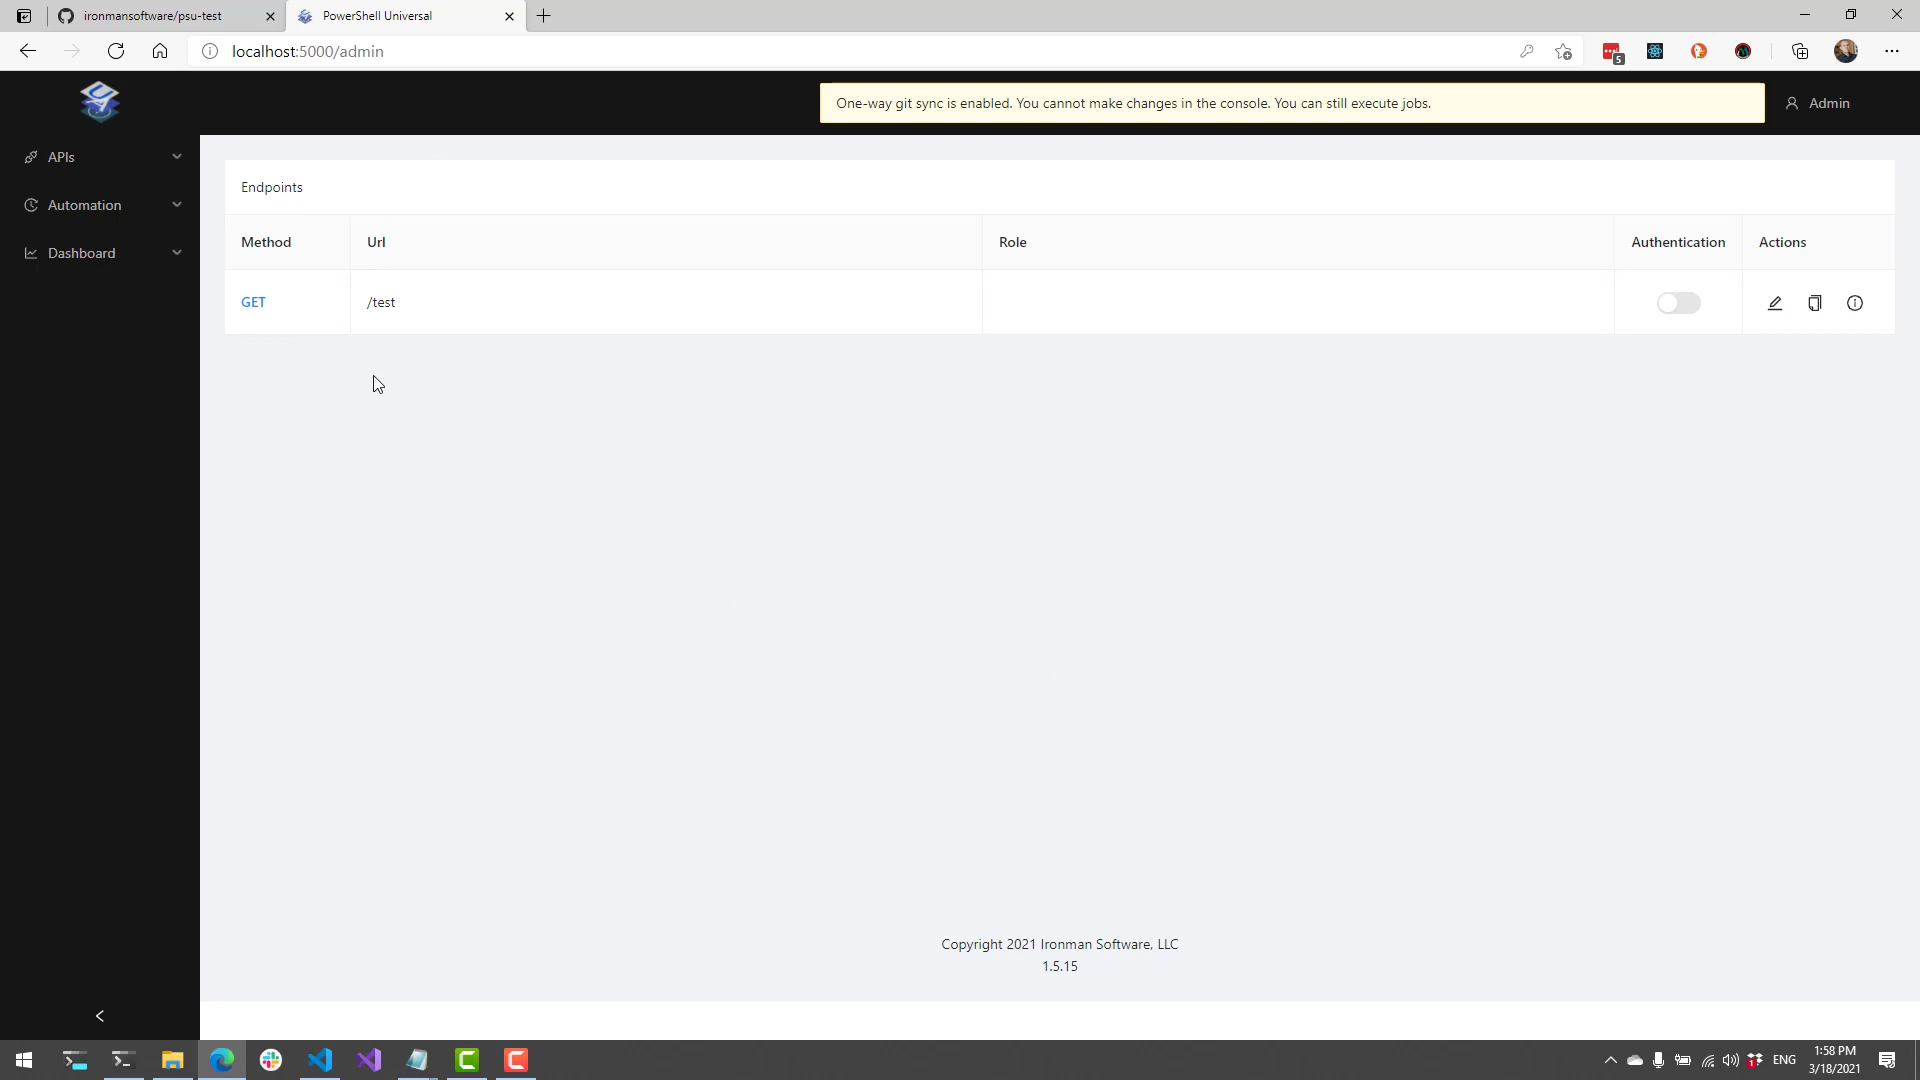 ironmansoftware/psu-test
PowerShell Universal
localhost:5000/admin
5
One-way git sync is enabled. You cannot make changes in the console. You can still execute jobs.
Admin
APIs
Automation
Dashboard
Endpoints
Method Url Role Authentication Actions
GET /test
Copyright 2021 Ironman Software, LLC
1.5.15
ENG
1:58 PM
3/18/2021